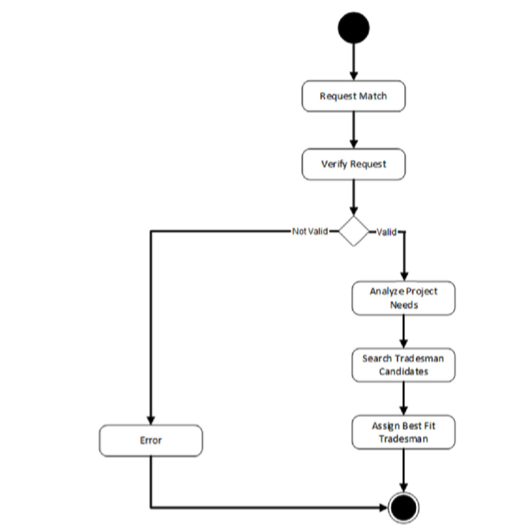 Request Match
Verify Request
Not Valid
Valid
Analyze Project
Needs
Search Tradesman
Candidates
Assign Best Fit
Tradesman
Error